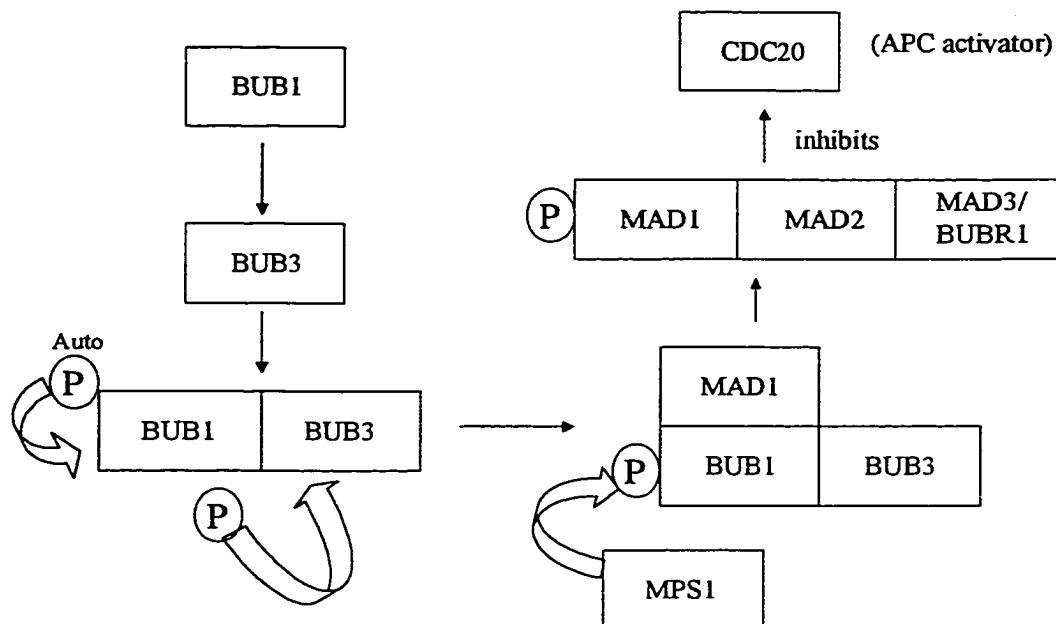 BUB1
BUB3
Auto
P
BUB1 BUB3
P
CDC20 (APC activator)
inhibits
P MAD1 MAD2 MAD3/
BUBR1
MAD1
P BUB1 BUB3
MPS1